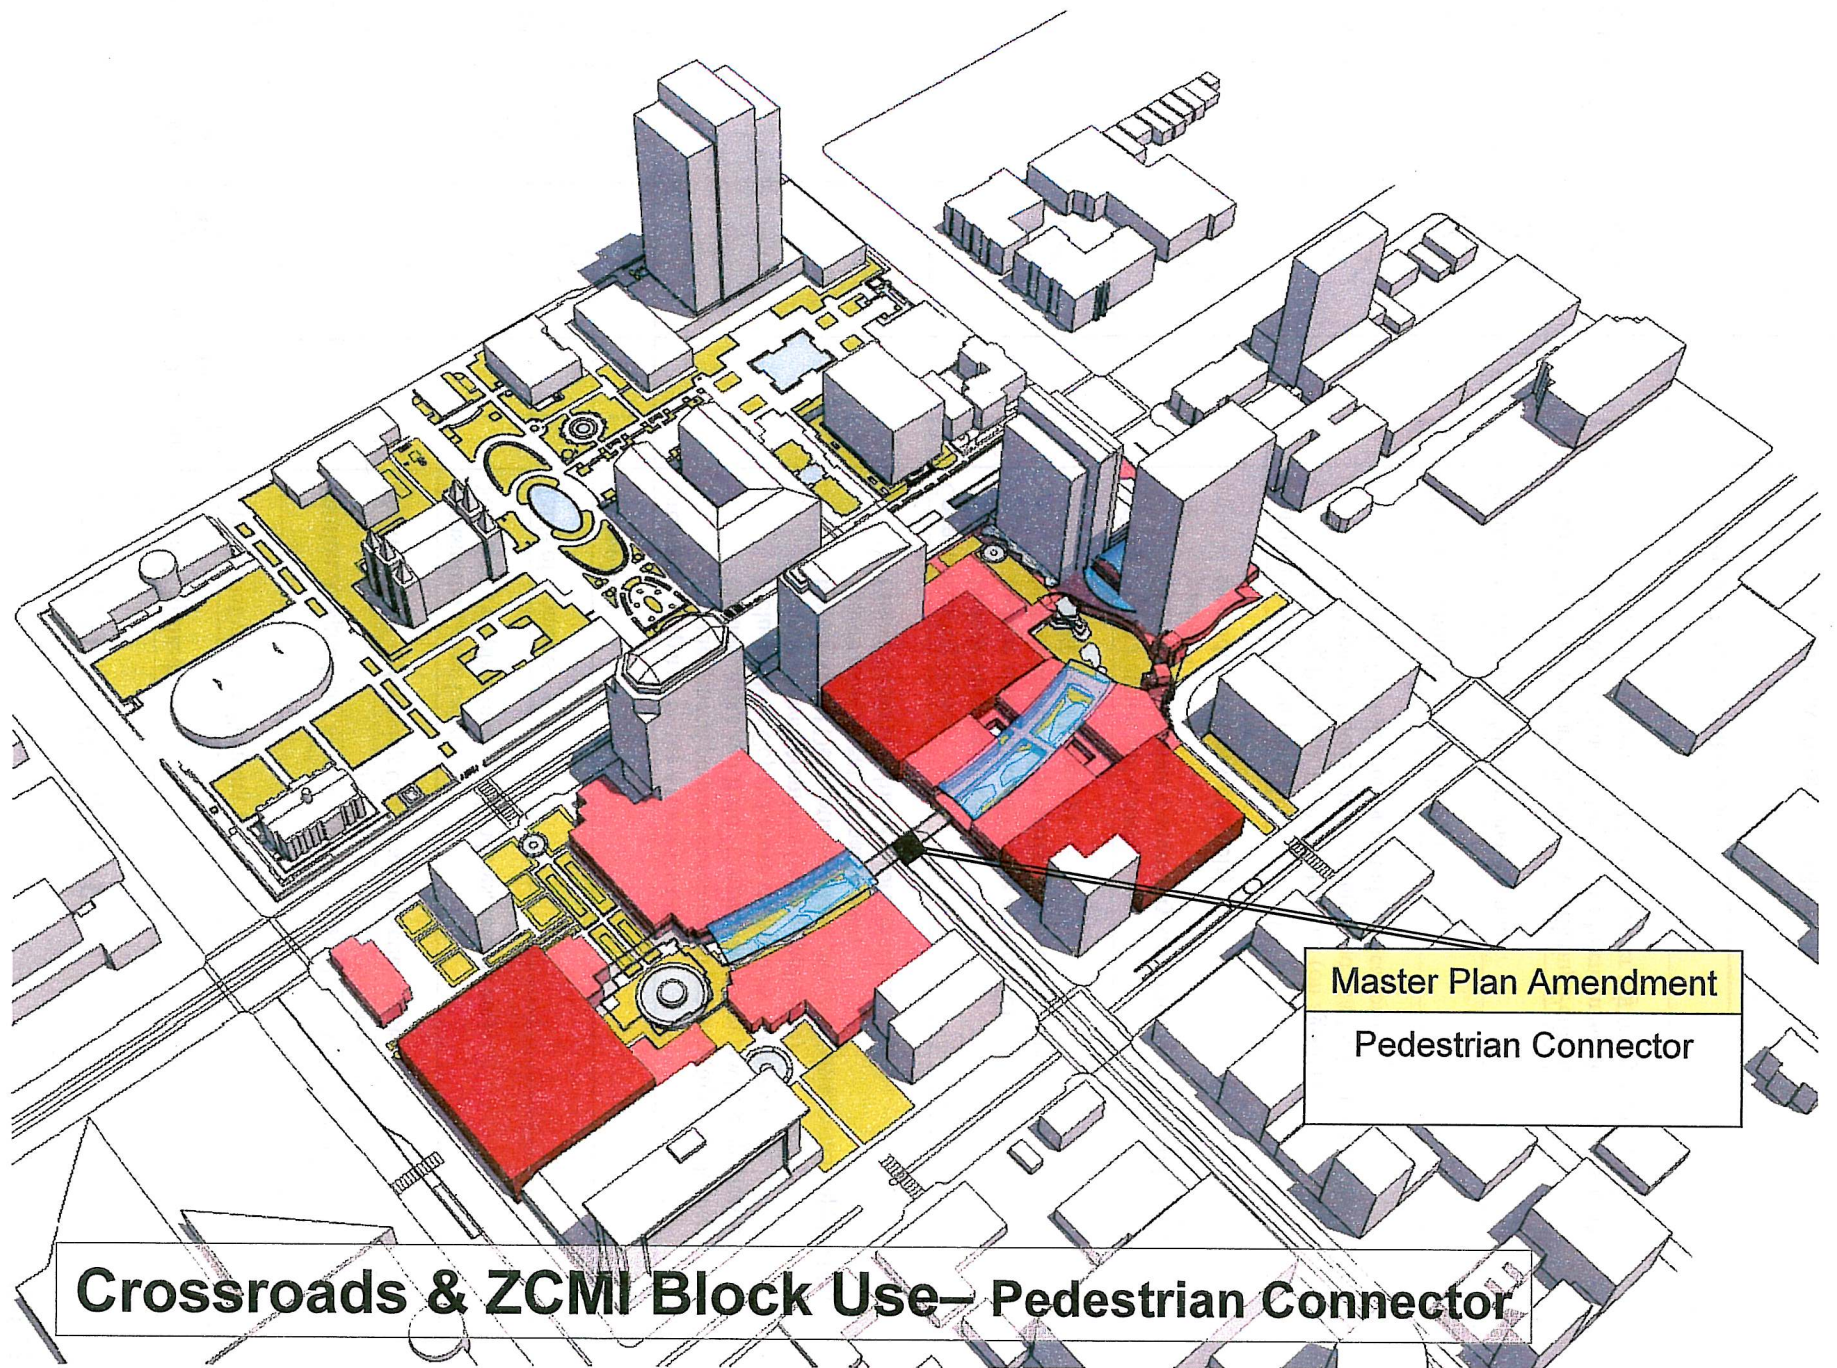 Master Plan Amendment
Pedestrian Connector
Crossroads & ZCMI Block Use– Pedestrian Connector